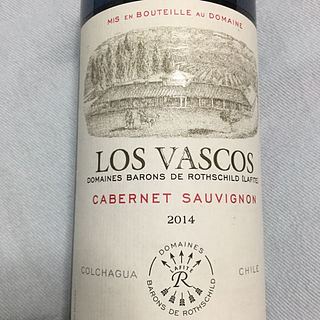 MIS EN BOUTEILLE AU DOMAINE
LOS VASCOS
DOMAINES BARONS DE ROTHSCHILD (LAFITE)
CABERNET SAUVIGNON
2014
DOMAINES
LAFITE
R
BARONS DE ROTHSCHILD
COLCHAGUA
CHILE